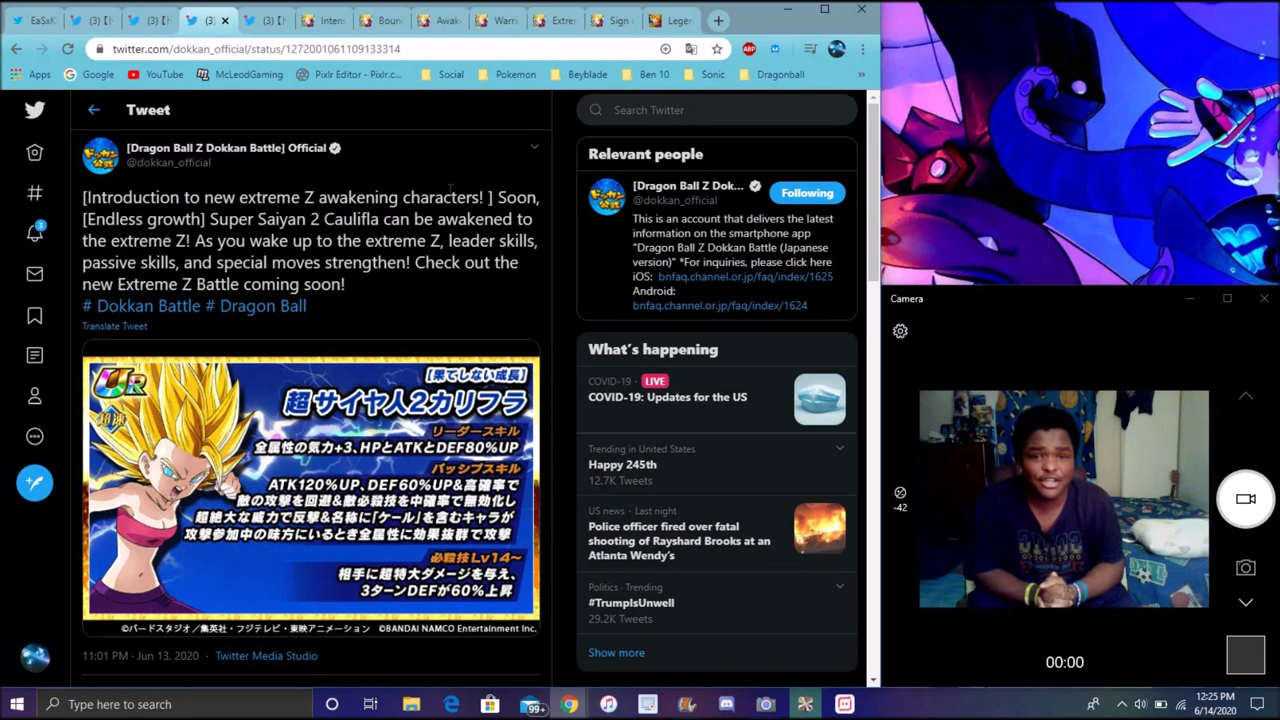 EaSxK
(3) 【
(3) 【
(3)
(3) 【
Intens
Boun
Awak
Warri
Extre
Sign
Leger
twitter.com/dokkan_official/status/1272001061109133314
ABP
Apps
Google
YouTube
McLeodGaming
Pixlr Editor - Pixlr.c...
Social
Pokemon
Beyblade
Ben 10
Sonic
Dragonball
»
Tweet
[Dragon Ball Z Dokkan Battle] Official
@dokkan_official
[Introduction to new extreme Z awakening characters! ] Soon,
[Endless growth] Super Saiyan 2 Caulifla can be awakened to
the extreme Z! As you wake up to the extreme Z, leader skills,
passive skills, and special moves strengthen! Check out the
new Extreme Z Battle coming soon!
# Dokkan Battle # Dragon Ball
Translate Tweet
UR
超速
[果てしない成長]
超サイヤ人2カリフラ
リーダースキル
全属性の気力+3、HPとATKとDEF80%UP
パッシブスキル
ATK120%UP、DEF60%UP&高確率で
敵の攻撃を回避&敵必殺技を中確率で無効化し
超絶大な威力で反撃&名称に「ケール」を含むキャラが
攻撃参加中の味方にいるとき全属性に効果抜群で攻撃
必殺技Lv14~
相手に超特大ダメージを与え、
3ターンDEFが60%上昇
©バードスタジオ／集英社・フジテレビ・東映アニメーション ©BANDAI NAMCO Entertainment Inc.
11:01 PM · Jun 13, 2020 · Twitter Media Studio
3
Search Twitter
Relevant people
[Dragon Ball Z Dok...
@dokkan_official
Following
This is an account that delivers the latest
information on the smartphone app
"Dragon Ball Z Dokkan Battle (Japanese
version)" *For inquiries, please click here
iOS: bnfaq.channel.or.jp/faq/index/1625
Android:
bnfaq.channel.or.jp/faq/index/1624
What's happening
COVID-19 · LIVE
COVID-19: Updates for the US
Trending in United States
Happy 245th
12.7K Tweets
US news · Last night
Police officer fired over fatal
shooting of Rayshard Brooks at an
Atlanta Wendy's
Politics · Trending
#TrumpIsUnwell
29.2K Tweets
Show more
Camera
-42
00:00
Type here to search
99+
12:25 PM
6/14/2020